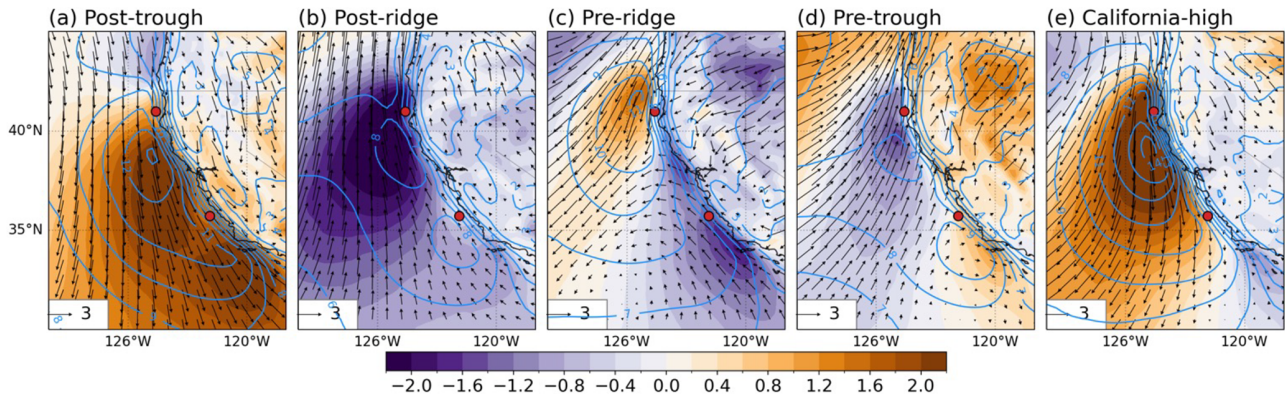 (a) Post-trough
(b) Post-ridge
(c) Pre-ridge
(d) Pre-trough
(e) California-high
40°N
35°N
3
3
3
3
3
126°W
120°W
126°W
120°W
126°W
120°W
126°W
120°W
126°W
120°W
−2.0
−1.6
−1.2
−0.8
−0.4
0.0
0.4
0.8
1.2
1.6
2.0